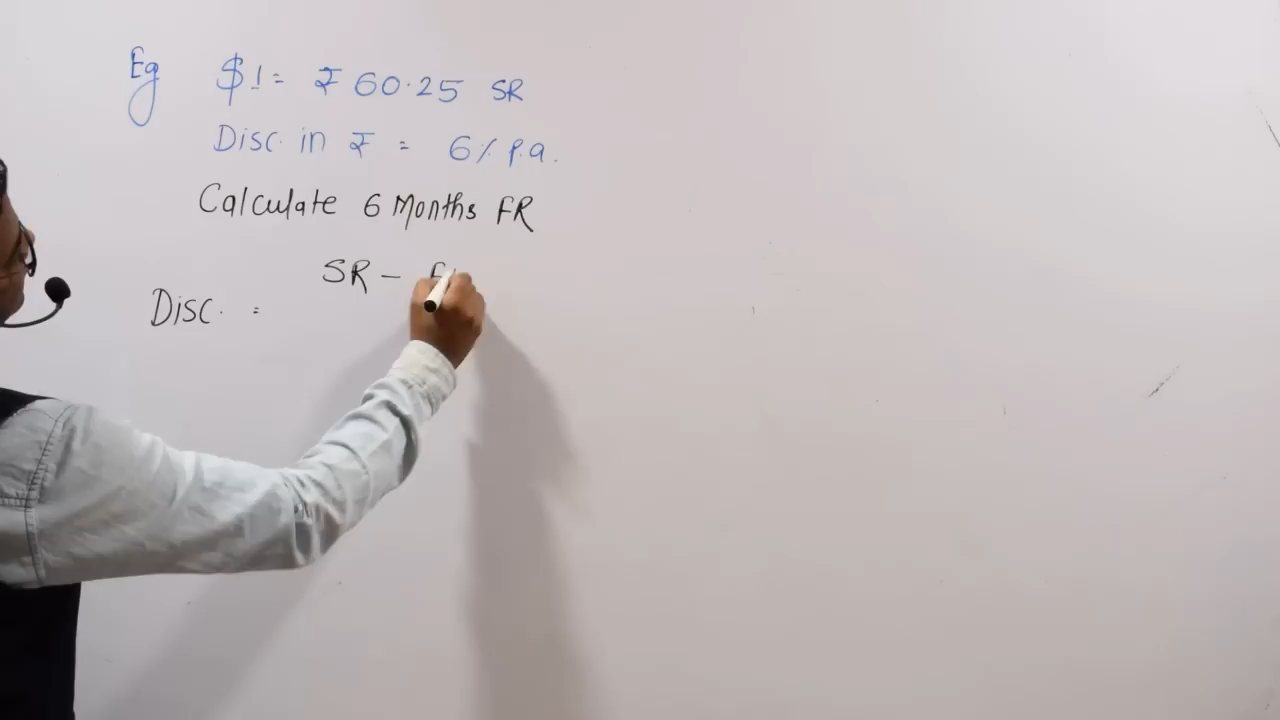 Eg $1 = ₹ 60.25 SR
Disc. in ₹ = 6% p.a.
Calculate 6 Months FR
SR -
Disc. =